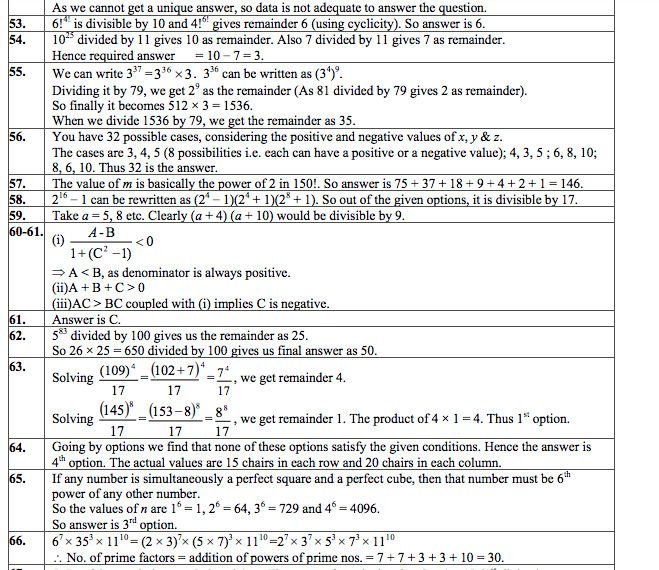 As we cannot get a unique answer, so data is not adequate to answer the question.
53. 6!^4! is divisible by 10 and 4!^6! gives remainder 6 (using cyclicity). So answer is 6.
54. 10^25 divided by 11 gives 10 as remainder. Also 7 divided by 11 gives 7 as remainder.
Hence required answer = 10 – 7 = 3.
55. We can write 3^37 = 3^36 × 3. 3^36 can be written as (3^4)^9.
Dividing it by 79, we get 2^9 as the remainder (As 81 divided by 79 gives 2 as remainder).
So finally it becomes 512 × 3 = 1536.
When we divide 1536 by 79, we get the remainder as 35.
56. You have 32 possible cases, considering the positive and negative values of x, y & z.
The cases are 3, 4, 5 (8 possibilities i.e. each can have a positive or a negative value); 4, 3, 5 ; 6, 8, 10;
8, 6, 10. Thus 32 is the answer.
57. The value of m is basically the power of 2 in 150!. So answer is 75 + 37 + 18 + 9 + 4 + 2 + 1 = 146.
58. 2^16 – 1 can be rewritten as (2^4 – 1)(2^4 + 1)(2^8 + 1). So out of the given options, it is divisible by 17.
59. Take a = 5, 8 etc. Clearly (a + 4) (a + 10) would be divisible by 9.
60-61. (i) (A - B) / (1 + (C^2 – 1)) < 0
⇒ A < B, as denominator is always positive.
(ii)A + B + C > 0
(iii)AC > BC coupled with (i) implies C is negative.
61. Answer is C.
62. 5^83 divided by 100 gives us the remainder as 25.
So 26 × 25 = 650 divided by 100 gives us final answer as 50.
63. Solving (109)^4 / 17 = (102 + 7)^4 / 17 = 7^4 / 17, we get remainder 4.
Solving (145)^8 / 17 = (153 – 8)^8 / 17 = 8^8 / 17, we get remainder 1. The product of 4 × 1 = 4. Thus 1^st option.
64. Going by options we find that none of these options satisfy the given conditions. Hence the answer is
4^th option. The actual values are 15 chairs in each row and 20 chairs in each column.
65. If any number is simultaneously a perfect square and a perfect cube, then that number must be 6^th
power of any other number.
So the values of n are 1^6 = 1, 2^6 = 64, 3^6 = 729 and 4^6 = 4096.
So answer is 3^rd option.
66. 6^7 × 35^3 × 11^10 = (2 × 3)^7 × (5 × 7)^3 × 11^10 = 2^7 × 3^7 × 5^3 × 7^3 × 11^10
∴ No. of prime factors = addition of powers of prime nos. = 7 + 7 + 3 + 3 + 10 = 30.